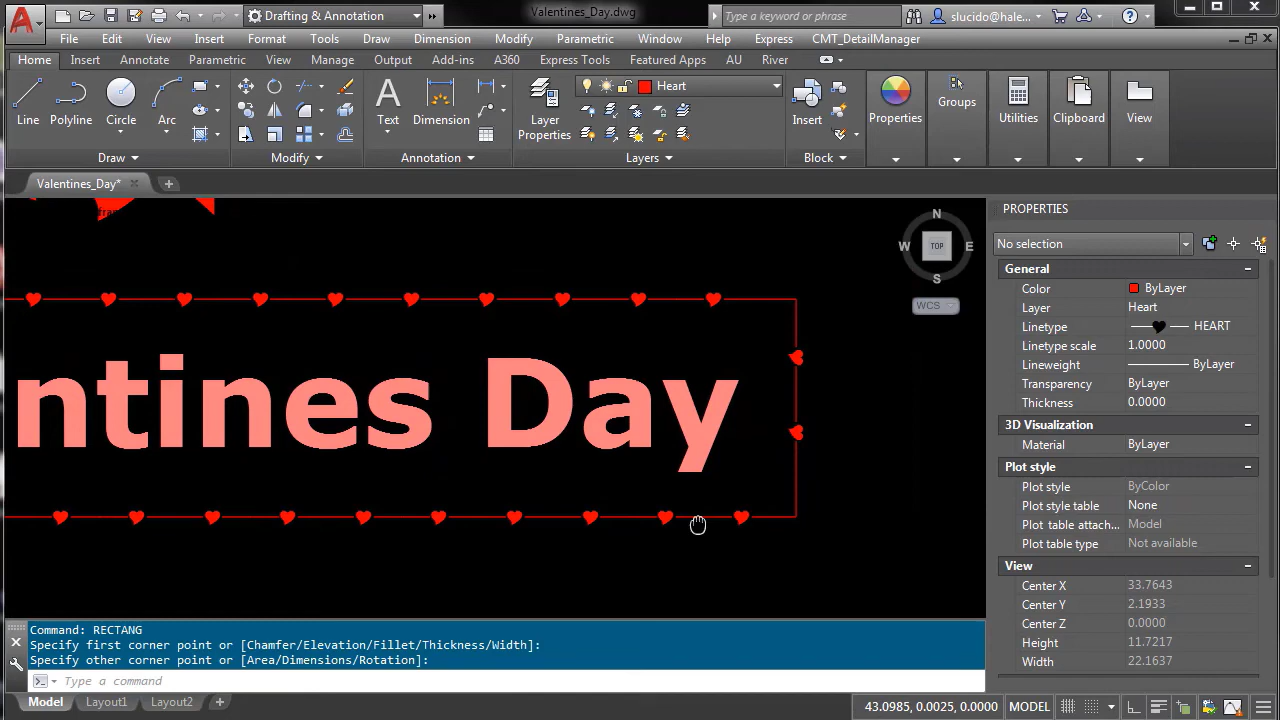 Drafting & Annotation
Valentines_Day.dwg
Type a keyword or phrase
slucido@hale...
File Edit View Insert Format Tools Draw Dimension Modify Parametric Window Help Express CMT_DetailManager
Home Insert Annotate Parametric View Manage Output Add-ins A360 Express Tools Featured Apps AU River
Heart
Line Polyline Circle Arc Text Dimension Layer Properties Insert Properties Groups Utilities Clipboard View
Draw Modify Annotation Layers Block
Valentines_Day*
N
W TOP E
S
WCS
ntines Day
PROPERTIES
No selection
General
Color ByLayer
Layer Heart
Linetype HEART
Linetype scale 1.0000
Lineweight ByLayer
Transparency ByLayer
Thickness 0.0000
3D Visualization
Material ByLayer
Plot style
Plot style ByColor
Plot style table None
Plot table attach... Model
Plot table type Not available
View
Center X 33.7643
Center Y 2.1933
Center Z 0.0000
Height 11.7217
Width 22.1637
Command: RECTANG
Specify first corner point or [Chamfer/Elevation/Fillet/Thickness/Width]:
Specify other corner point or [Area/Dimensions/Rotation]:
Type a command
Model Layout1 Layout2
43.0985, 0.0025, 0.0000 MODEL